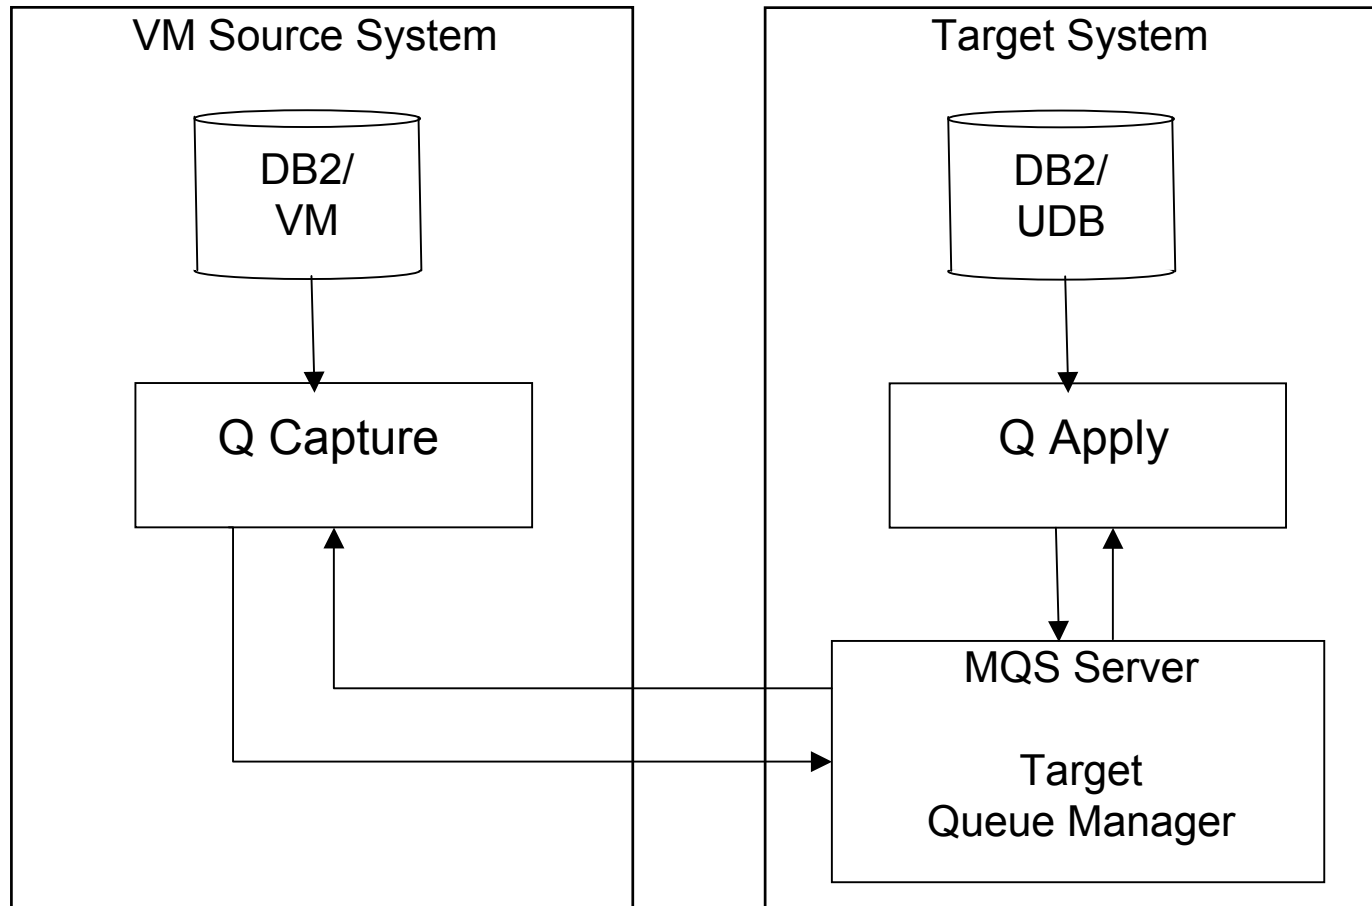 VM Source System
DB2/
VM
Q Capture
Target System
DB2/
UDB
Q Apply
MQS Server
Target
Queue Manager